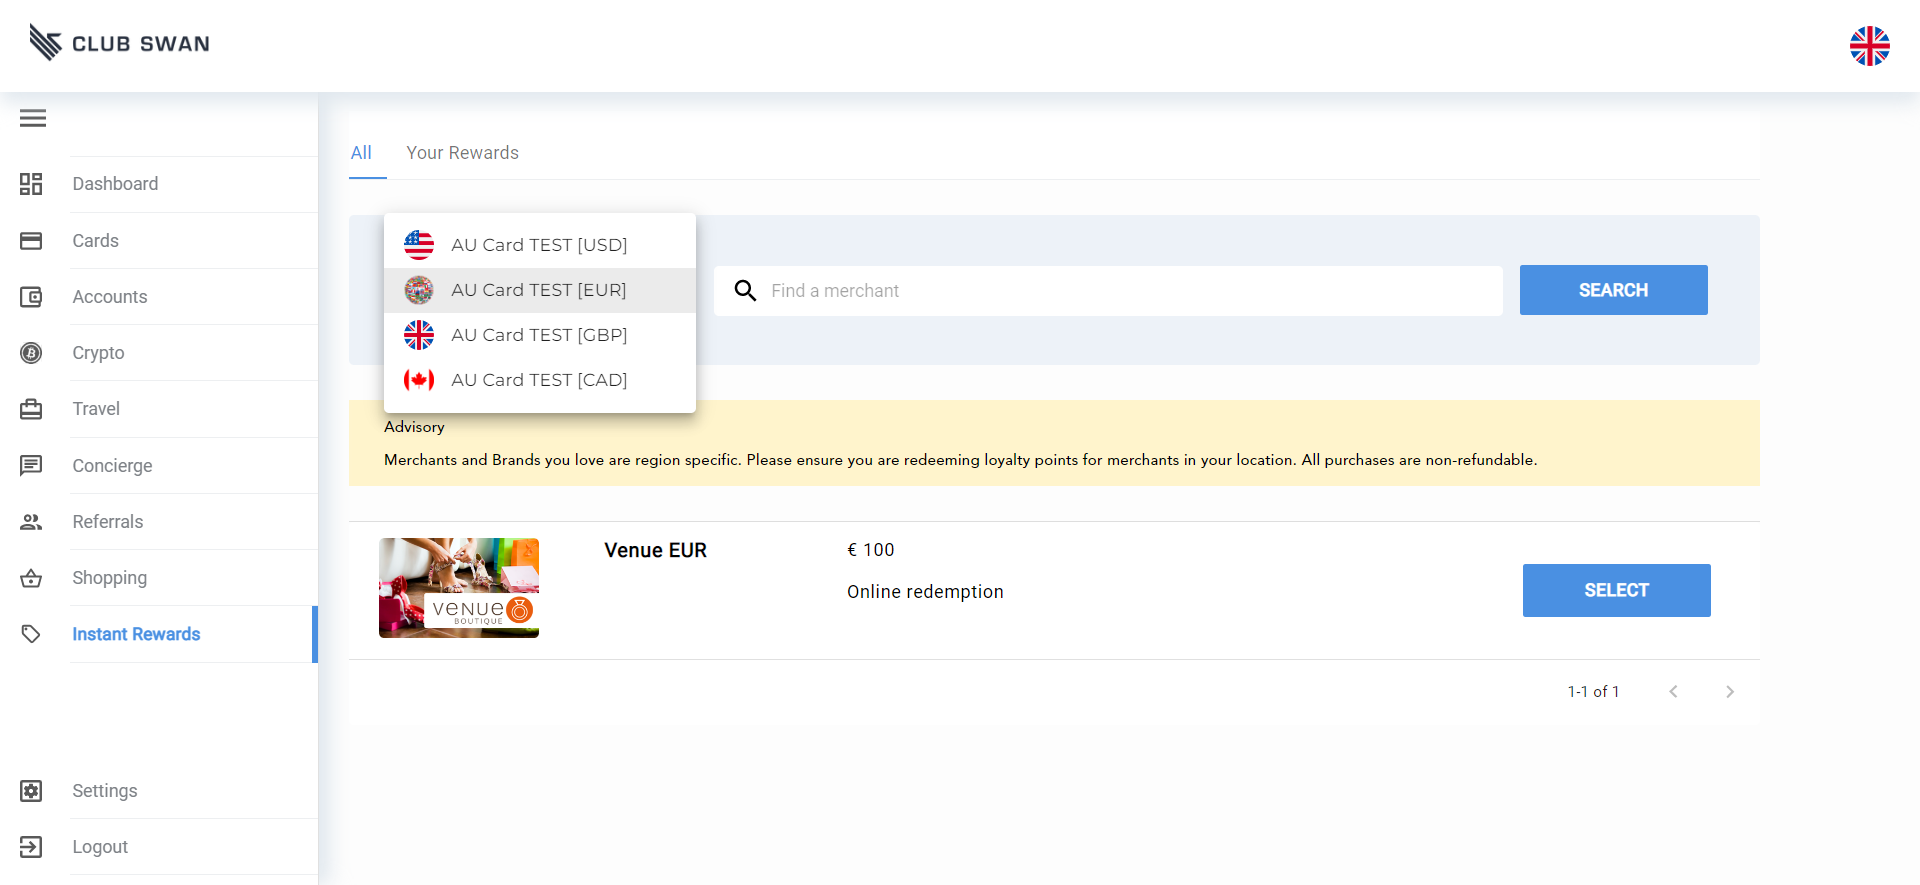 CLUB SWAN
All
Your Rewards
Dashboard
Cards
Accounts
Crypto
Travel
Concierge
Referrals
Shopping
Instant Rewards
Settings
Logout
AU Card TEST [USD]
AU Card TEST [EUR]
AU Card TEST [GBP]
AU Card TEST [CAD]
Find a merchant
SEARCH
Advisory
Merchants and Brands you love are region specific. Please ensure you are redeeming loyalty points for merchants in your location. All purchases are non-refundable.
venue
BOUTIQUE
Venue EUR
€ 100
Online redemption
SELECT
1-1 of 1